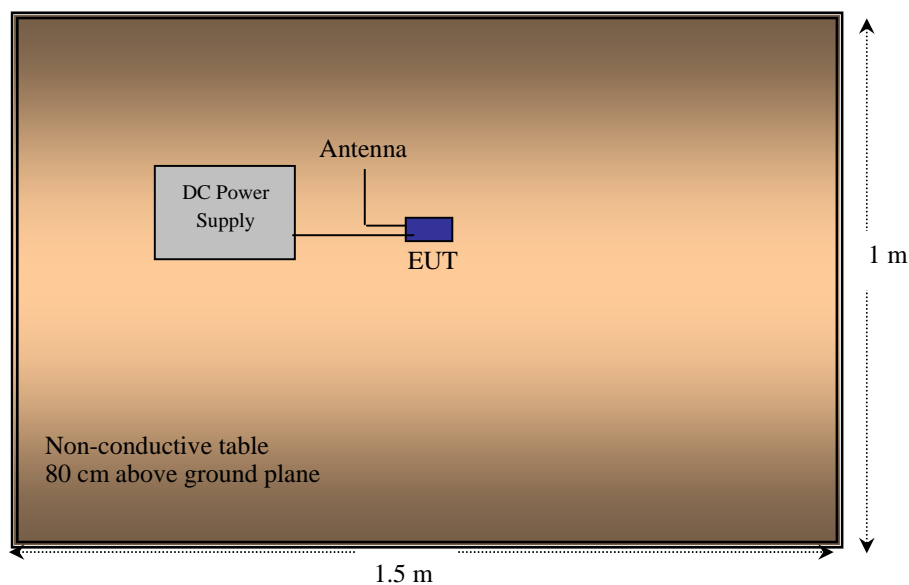 Antenna
DC Power
Supply
EUT
1 m
Non-conductive table
80 cm above ground plane
1.5 m